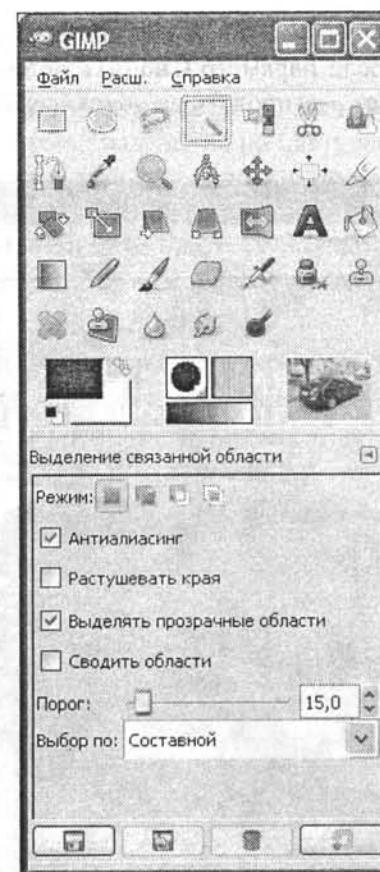 GIMP
Файл Расш. Справка
Выделение связанной области
Режим:
Антиалиасинг
Растушевать края
Выделять прозрачные области
Сводить области
Порог: 15,0
Выбор по: Составной